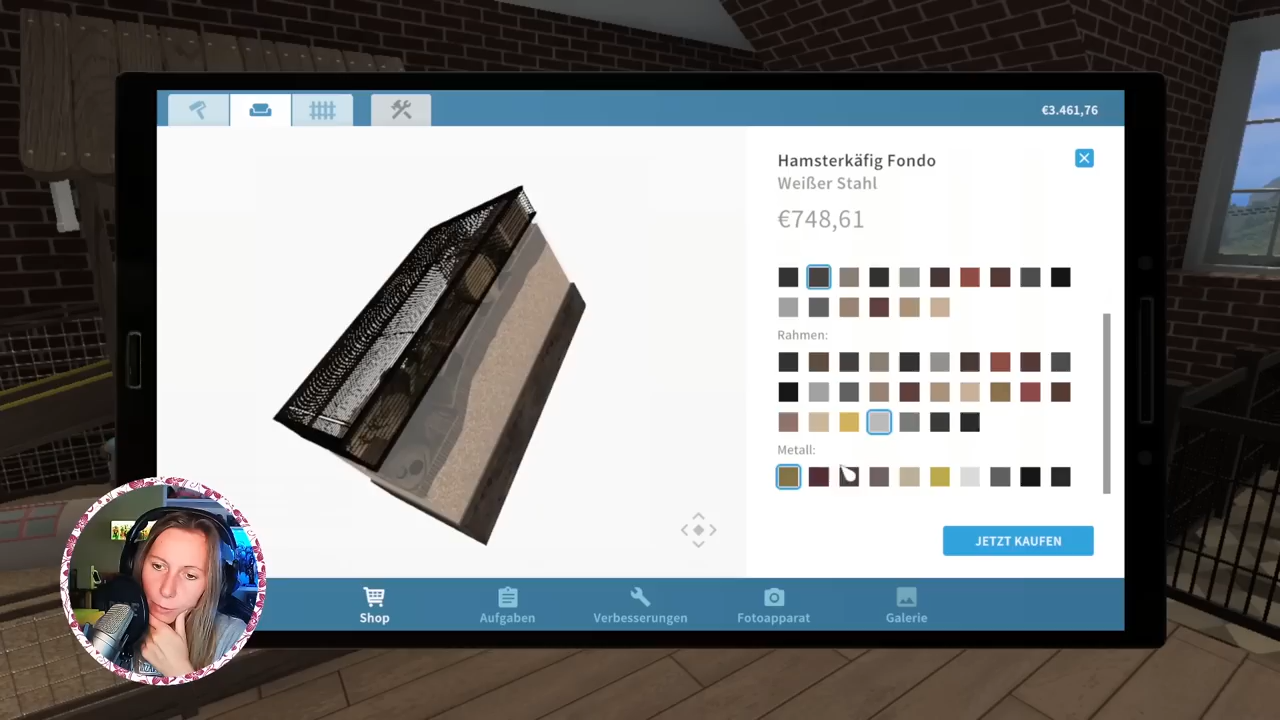 €3.461,76
Hamsterkäfig Fondo
Weißer Stahl
€748,61
Rahmen:
Metall:
JETZT KAUFEN
Shop
Aufgaben
Verbesserungen
Fotoapparat
Galerie